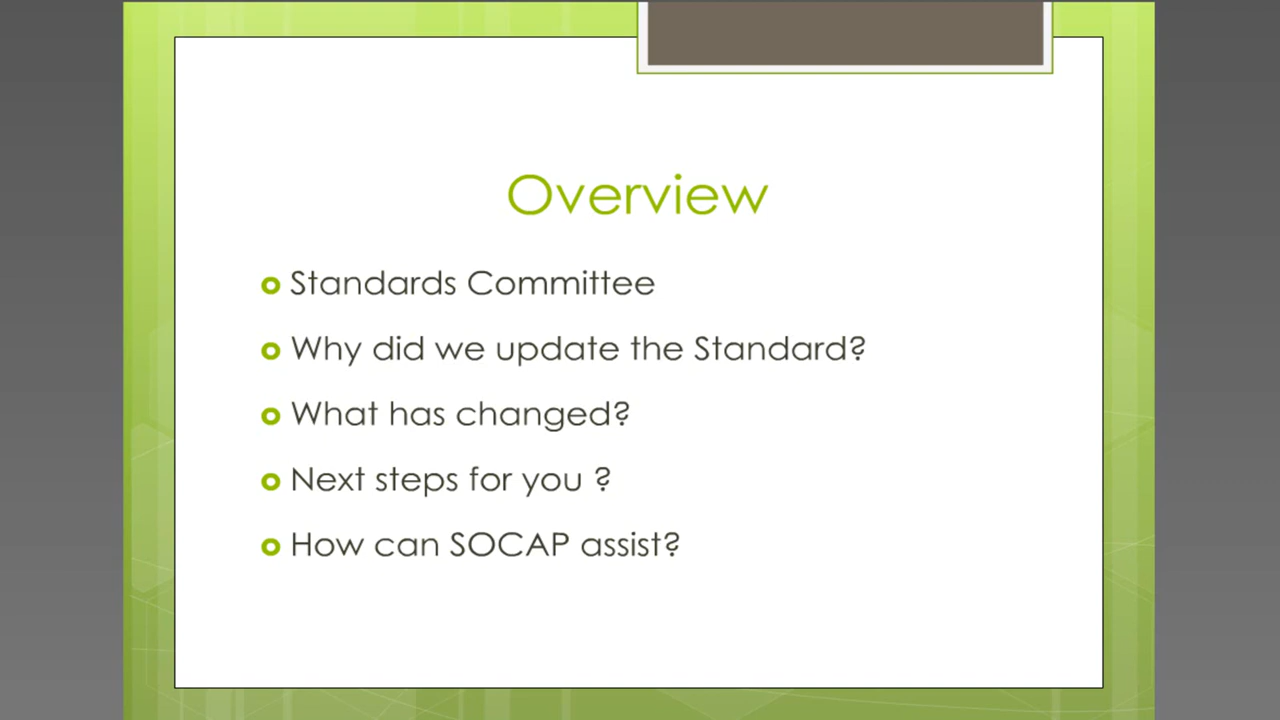 Overview
Standards Committee
Why did we update the Standard?
What has changed?
Next steps for you ?
How can SOCAP assist?